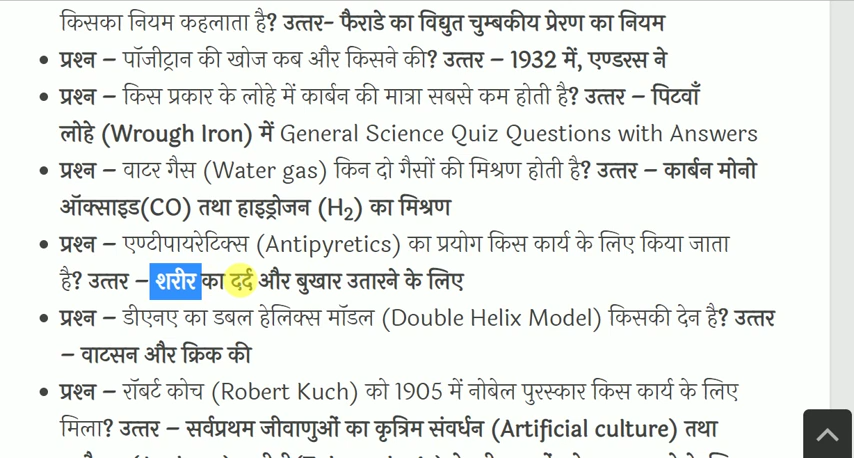 किसका नियम कहलाता है? उत्तर- फैराडे का विद्युत चुम्बकीय प्रेरण का नियम
• प्रश्न – पॉजीट्रान की खोज कब और किसने की? उत्तर – 1932 में, एण्डरस ने
• प्रश्न – किस प्रकार के लोहे में कार्बन की मात्रा सबसे कम होती है? उत्तर – पिटवाँ
लोहे (Wrough Iron) में General Science Quiz Questions with Answers
• प्रश्न – वाटर गैस (Water gas) किन दो गैसों की मिश्रण होती है? उत्तर – कार्बन मोनो
ऑक्साइड(CO) तथा हाइड्रोजन (H₂) का मिश्रण
• प्रश्न – एण्टीपायरेटिक्स (Antipyretics) का प्रयोग किस कार्य के लिए किया जाता
है? उत्तर – शरीर का दर्द और बुखार उतारने के लिए
• प्रश्न – डीएनए का डबल हेलिक्स मॉडल (Double Helix Model) किसकी देन है? उत्तर
– वाटसन और क्रिक की
• प्रश्न – रॉबर्ट कोच (Robert Kuch) को 1905 में नोबेल पुरस्कार किस कार्य के लिए
मिला? उत्तर – सर्वप्रथम जीवाणुओं का कृत्रिम संवर्धन (Artificial culture) तथा